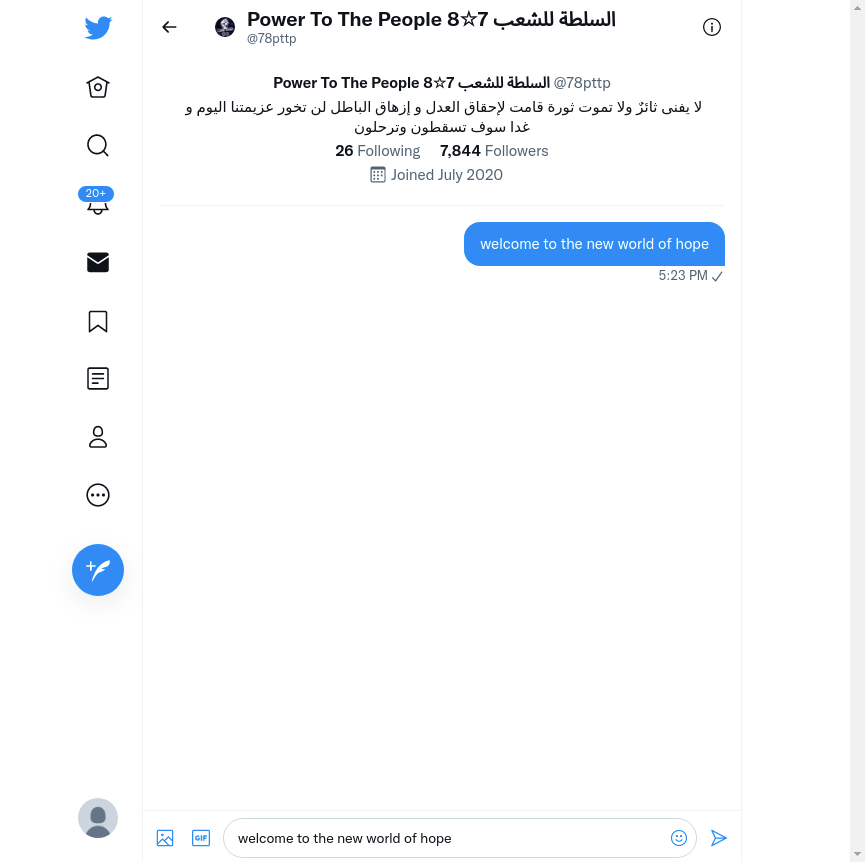 Power To The People 8☆7 السلطة للشعب
@78pttp
Power To The People 8☆7 السلطة للشعب @78pttp
لا يفنى ثائرٌ ولا تموت ثورة قامت لإحقاق العدل و إزهاق الباطل لن تخور عزيمتنا اليوم و
غدا سوف تسقطون وترحلون
26 Following 7,844 Followers
Joined July 2020
20+
welcome to the new world of hope
5:23 PM
GIF
welcome to the new world of hope